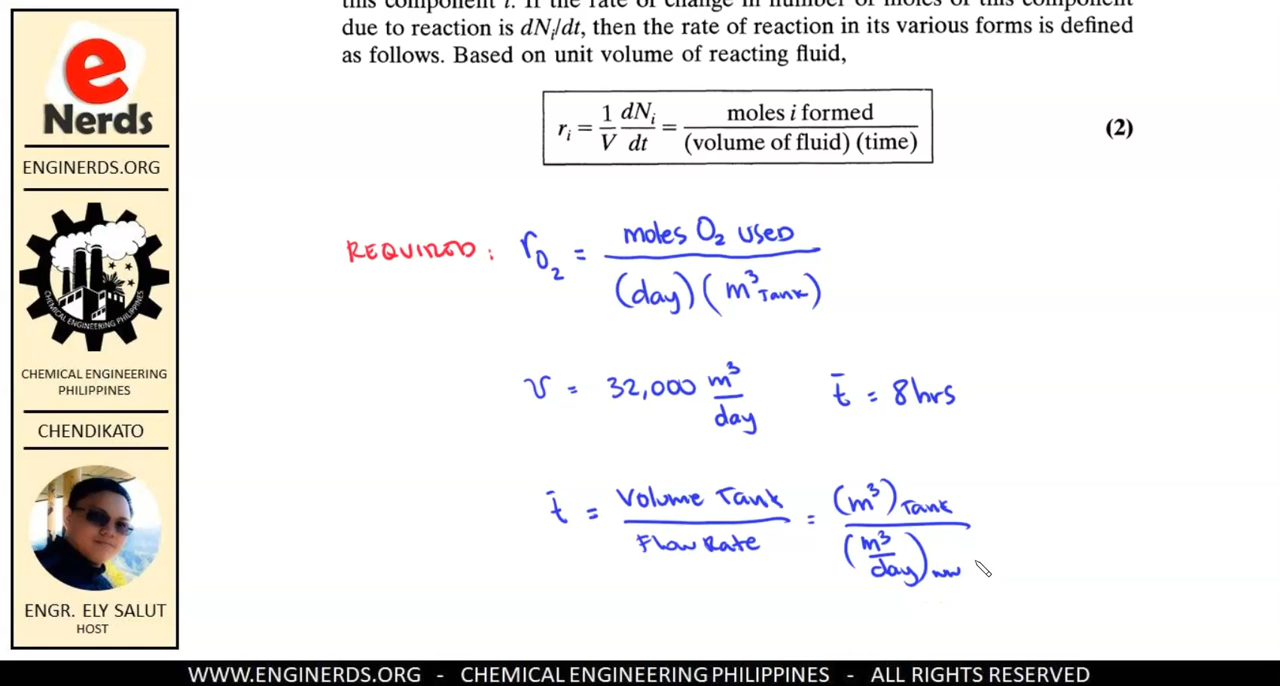 this component i. If the rate of change in number of moles of this component
due to reaction is dNᵢ/dt, then the rate of reaction in its various forms is defined
as follows. Based on unit volume of reacting fluid,
rᵢ = 1/V dNᵢ/dt = moles i formed / (volume of fluid) (time)
(2)
REQUIRED: r_O₂ = moles O₂ used / (day)(m³ Tank)
v = 32,000 m³/day
t̄ = 8 hrs
t̄ = Volume Tank / Flow Rate = (m³) Tank / (m³/day) ww
e
Nerds
ENGINERDS.ORG
CHEMICAL ENGINEERING PHILIPPINES
CHEMICAL ENGINEERING
PHILIPPINES
CHENDIKATO
ENGR. ELY SALUT
HOST
WWW.ENGINERDS.ORG - CHEMICAL ENGINEERING PHILIPPINES - ALL RIGHTS RESERVED